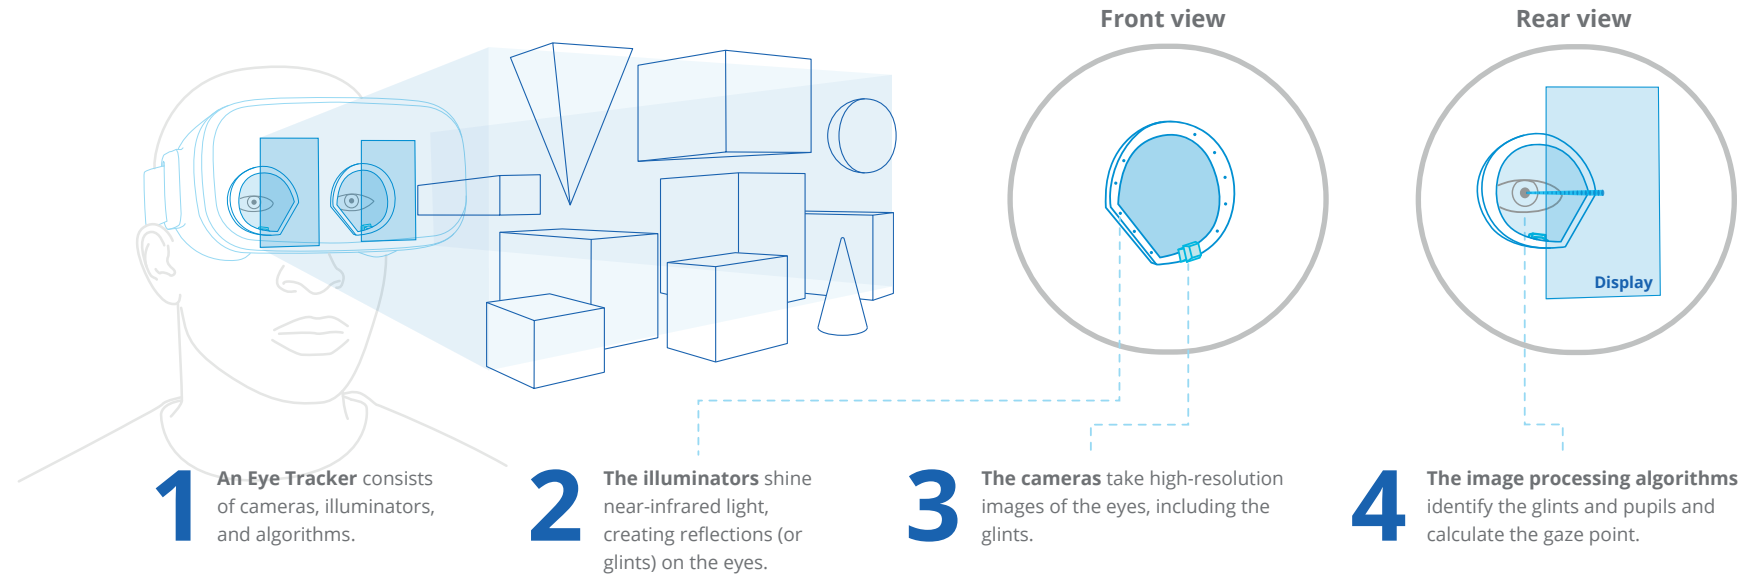 Front view
Rear view
Display
1
An Eye Tracker consists
of cameras, illuminators,
and algorithms.
2
The illuminators shine
near-infrared light,
creating reflections (or
glints) on the eyes.
3
The cameras take high-resolution
images of the eyes, including the
glints.
4
The image processing algorithms
identify the glints and pupils and
calculate the gaze point.